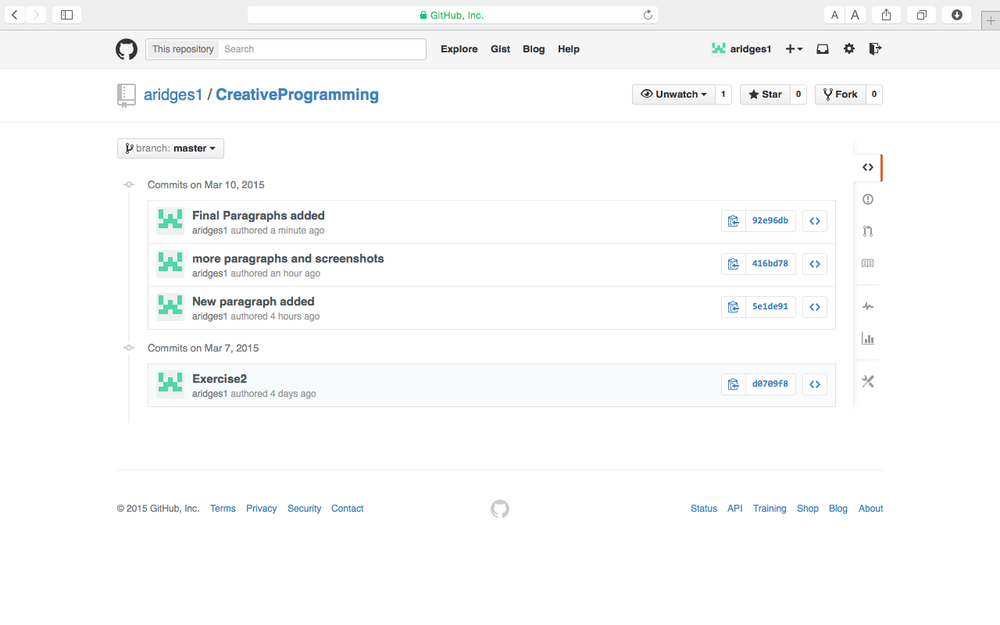 GitHub, Inc.
A A
This repository Search Explore Gist Blog Help aridges1
aridges1 / CreativeProgramming Unwatch 1 Star 0 Fork 0
branch: master
Commits on Mar 10, 2015
Final Paragraphs added
aridges1 authored a minute ago
92e96db
more paragraphs and screenshots
aridges1 authored an hour ago
416bd78
New paragraph added
aridges1 authored 4 hours ago
5e1de91
Commits on Mar 7, 2015
Exercise2
aridges1 authored 4 days ago
d0709f8
© 2015 GitHub, Inc. Terms Privacy Security Contact Status API Training Shop Blog About